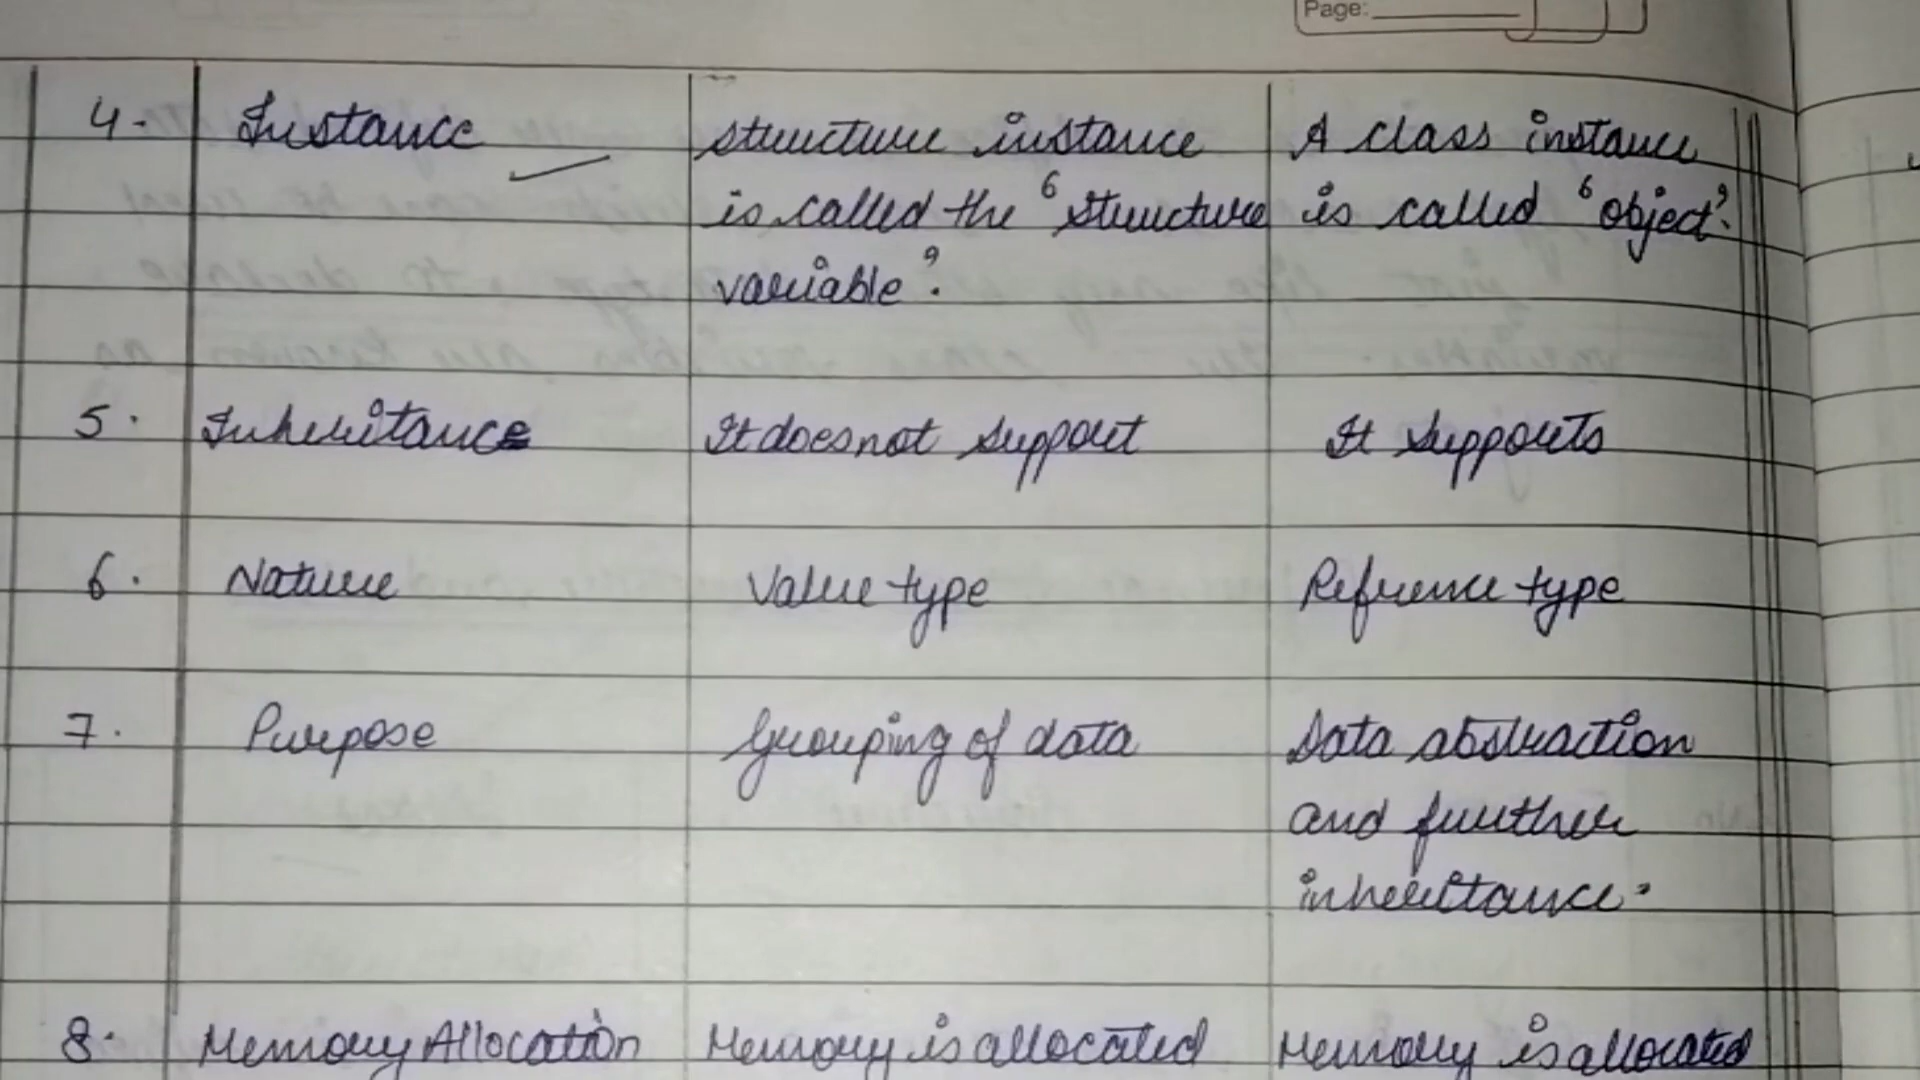 Page:
4. Instance structure instance A class instance
is called the 'structure is called 'object'.
variable'.
5. Inheritance It doesnot support It supports
6. Nature Value type Reference type
7. Purpose Grouping of data Data abstraction
and further
inheritance.
8. Memory Allocation Memory is allocated Memory is allocated